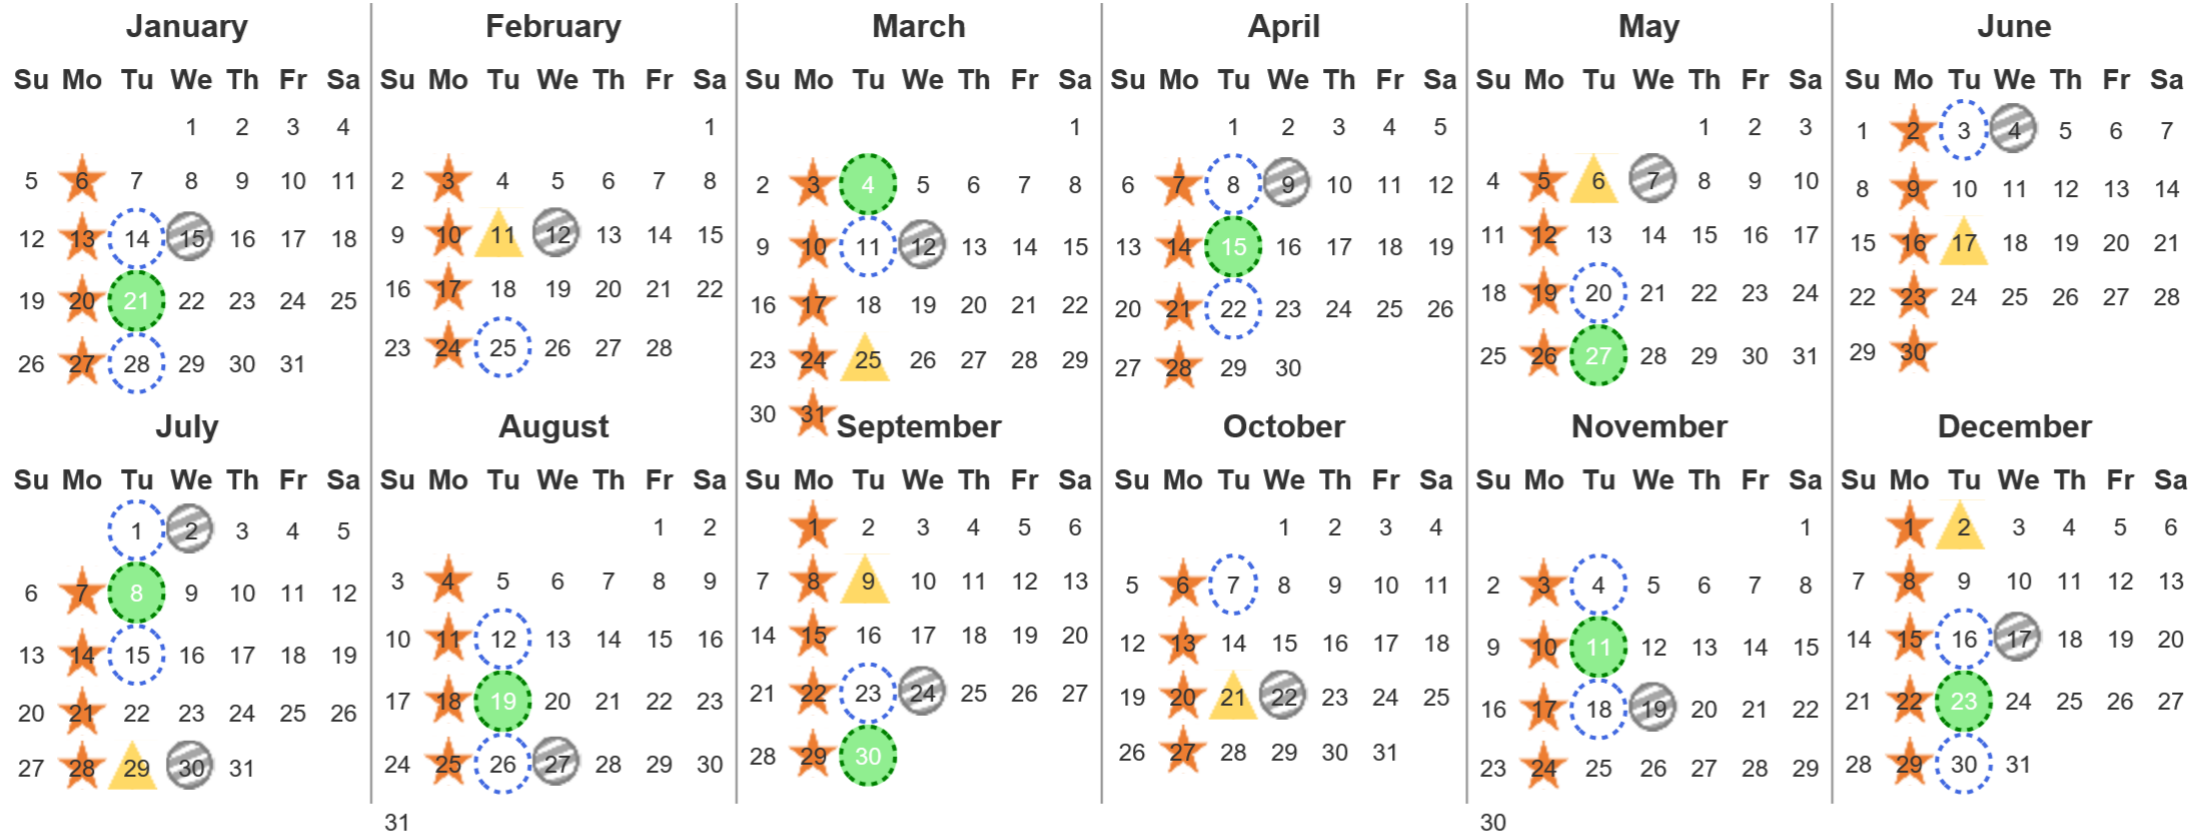 January February March April May June
Su Mo Tu We Th Fr Sa Su Mo Tu We Th Fr Sa Su Mo Tu We Th Fr Sa Su Mo Tu We Th Fr Sa Su Mo Tu We Th Fr Sa Su Mo Tu We Th Fr Sa
1 2 3 4 1 1 1 2 3 4 5 1 2 3 1 2 3 4 5 6 7
5 6 7 8 9 10 11 2 3 4 5 6 7 8 2 3 4 5 6 7 8 6 7 8 9 10 11 12 4 5 6 7 8 9 10 8 9 10 11 12 13 14
12 13 14 15 16 17 18 9 10 11 12 13 14 15 9 10 11 12 13 14 15 13 14 15 16 17 18 19 11 12 13 14 15 16 17 15 16 17 18 19 20 21
19 20 21 22 23 24 25 16 17 18 19 20 21 22 16 17 18 19 20 21 22 20 21 22 23 24 25 26 18 19 20 21 22 23 24 22 23 24 25 26 27 28
26 27 28 29 30 31 23 24 25 26 27 28 23 24 25 26 27 28 29 27 28 29 30 25 26 27 28 29 30 31 29 30
30 31
July August September October November December
Su Mo Tu We Th Fr Sa Su Mo Tu We Th Fr Sa Su Mo Tu We Th Fr Sa Su Mo Tu We Th Fr Sa Su Mo Tu We Th Fr Sa Su Mo Tu We Th Fr Sa
1 2 3 4 5 1 2 1 2 3 4 5 6 1 2 3 4 1 1 2 3 4 5 6
6 7 8 9 10 11 12 3 4 5 6 7 8 9 7 8 9 10 11 12 13 5 6 7 8 9 10 11 2 3 4 5 6 7 8 7 8 9 10 11 12 13
13 14 15 16 17 18 19 10 11 12 13 14 15 16 14 15 16 17 18 19 20 12 13 14 15 16 17 18 9 10 11 12 13 14 15 14 15 16 17 18 19 20
20 21 22 23 24 25 26 17 18 19 20 21 22 23 21 22 23 24 25 26 27 19 20 21 22 23 24 25 16 17 18 19 20 21 22 21 22 23 24 25 26 27
27 28 29 30 31 24 25 26 27 28 29 30 28 29 30 26 27 28 29 30 31 23 24 25 26 27 28 29 28 29 30 31
31 30